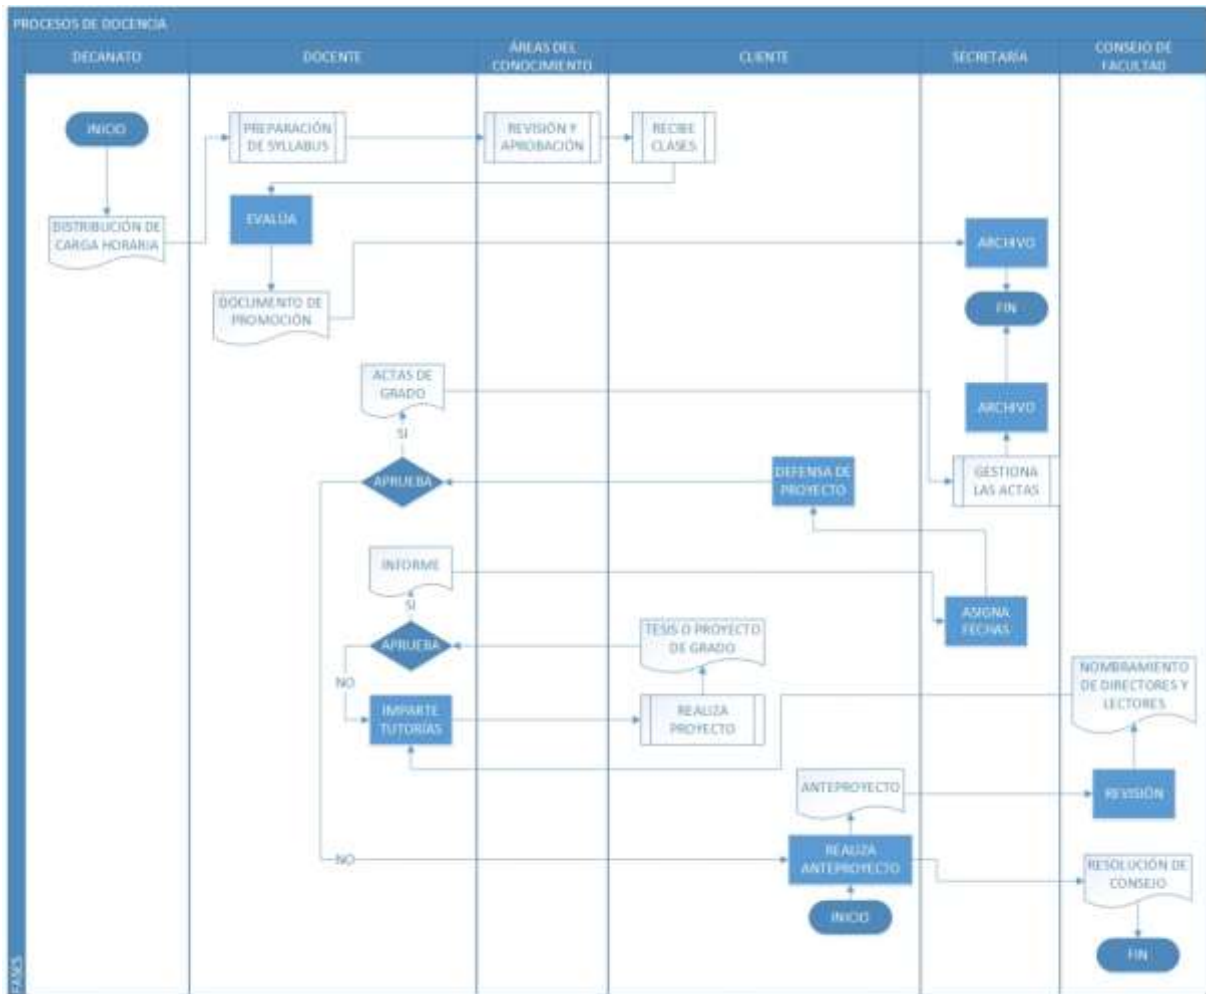 PROCESOS DE DOCENCIA
DECANATO
DOCENTE
ÁREAS DEL
CONOCIMIENTO
CLIENTE
SECRETARÍA
CONSEJO DE
FACULTAD
INICIO
PREPARACIÓN
DE SYLLABUS
REVISIÓN Y
APROBACIÓN
RECIBE
CLASES
DISTRIBUCIÓN DE
CARGA HORARIA
EVALÚA
ARCHIVO
DOCUMENTO DE
PROMOCIÓN
FIN
ACTAS DE
GRADO
ARCHIVO
SI
APRUEBA
DEFENSA DE
PROYECTO
GESTIONA
LAS ACTAS
INFORME
SI
ASIGNA
FECHAS
APRUEBA
TESIS O PROYECTO
DE GRADO
NO
NOMBRAMIENTO
DE DIRECTORES Y
LECTORES
IMPARTE
TUTORÍAS
REALIZA
PROYECTO
ANTEPROYECTO
REVISIÓN
NO
REALIZA
ANTEPROYECTO
RESOLUCIÓN DE
CONSEJO
INICIO
FIN
FASES